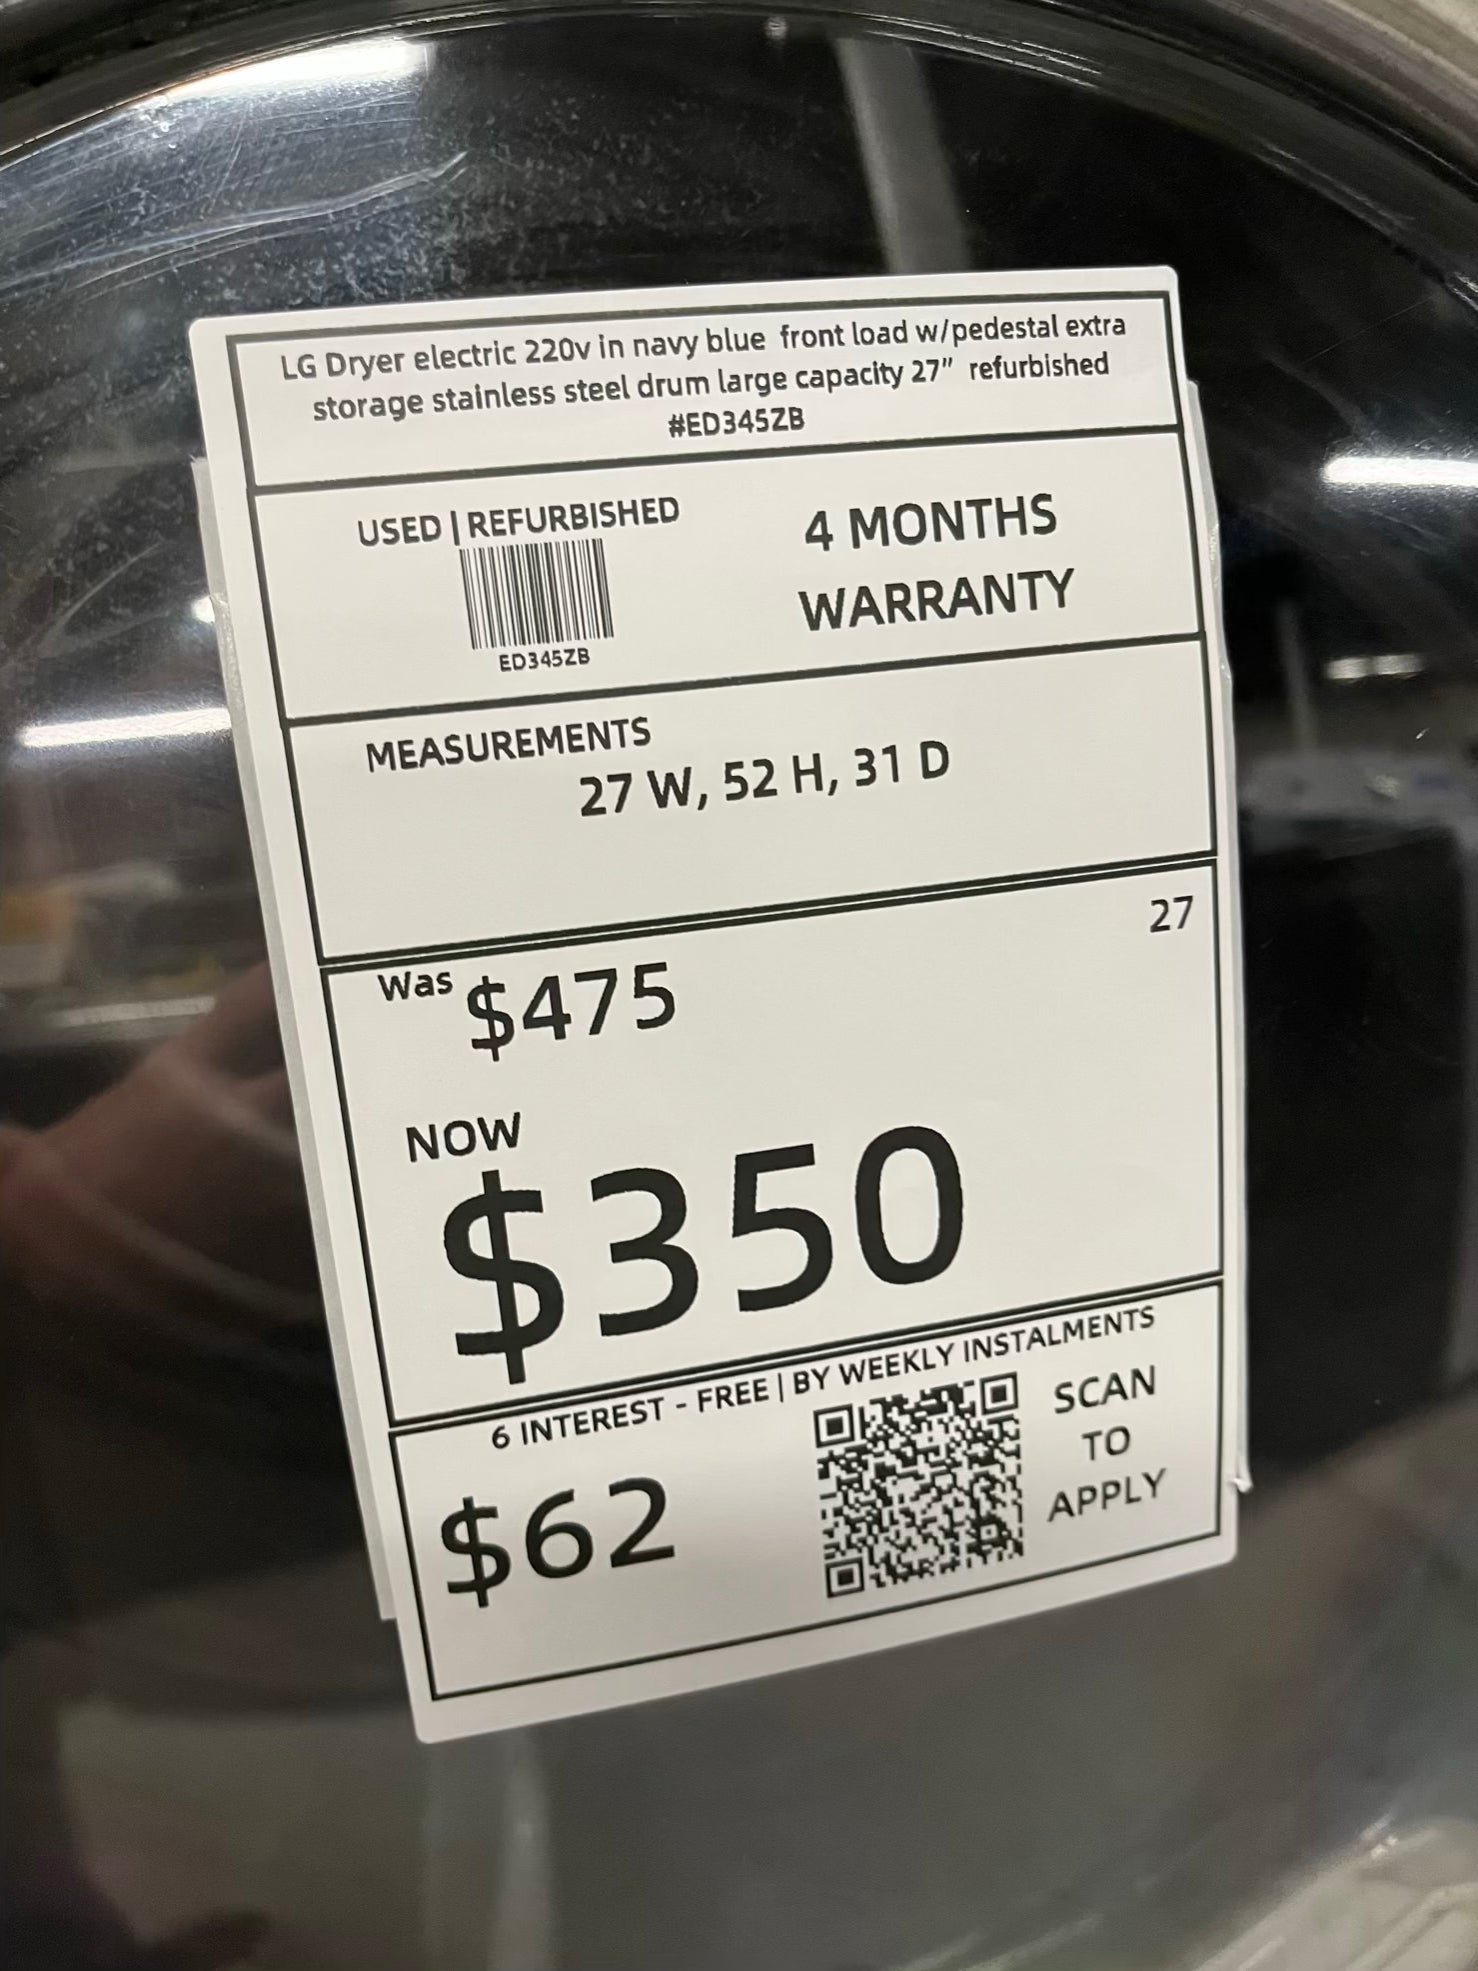 LG Dryer electric 220v in navy blue front load w/pedestal extra
storage stainless steel drum large capacity 27" refurbished
#ED345ZB
USED | REFURBISHED
ED345ZB
4 MONTHS
WARRANTY
MEASUREMENTS
27 W, 52 H, 31 D
27
Was $475
NOW
$350
6 INTEREST - FREE | BY WEEKLY INSTALMENTS
$62
SCAN
TO
APPLY